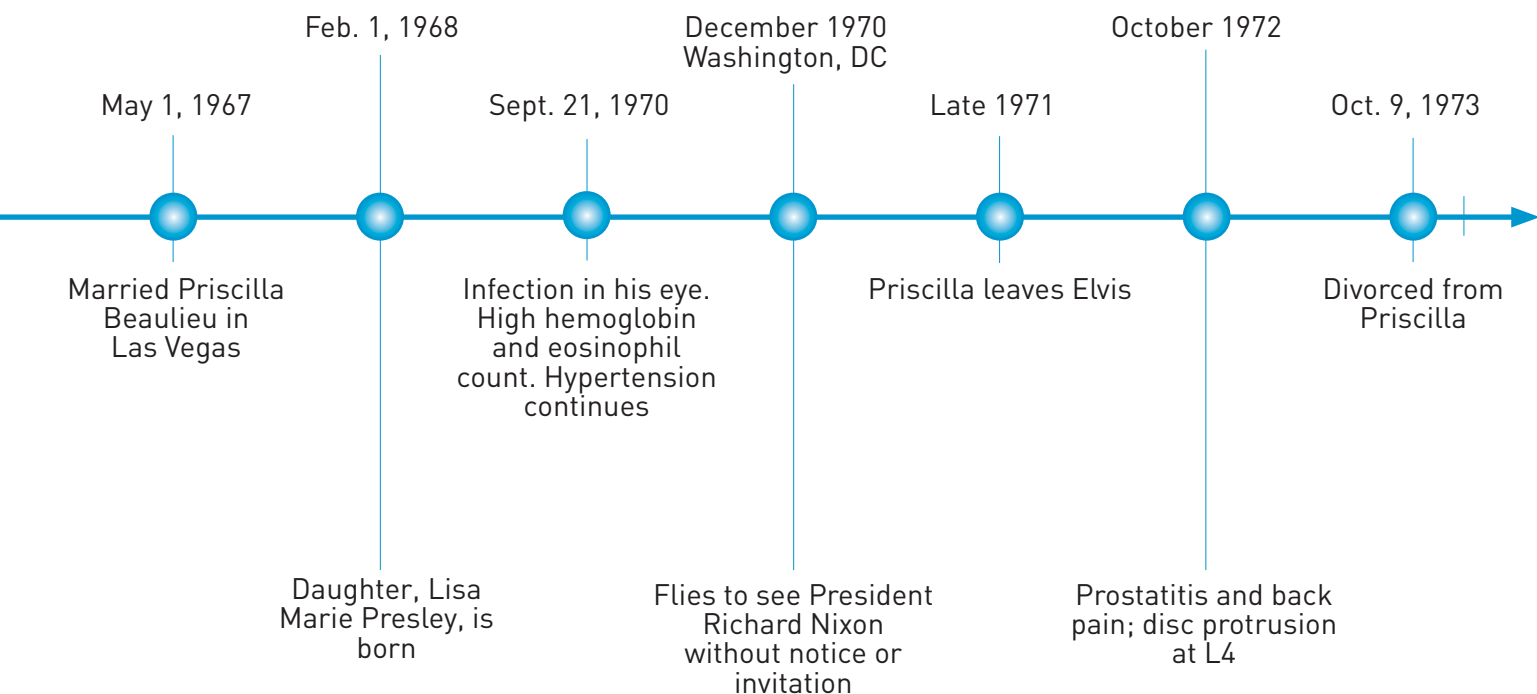 May 1, 1967
Married Priscilla
Beaulieu in
Las Vegas
Feb. 1, 1968
Daughter, Lisa
Marie Presley, is
born
Sept. 21, 1970
Infection in his eye.
High hemoglobin
and eosinophil
count. Hypertension
continues
December 1970
Washington, DC
Flies to see President
Richard Nixon
without notice or
invitation
Late 1971
Priscilla leaves Elvis
October 1972
Prostatitis and back
pain; disc protrusion
at L4
Oct. 9, 1973
Divorced from
Priscilla